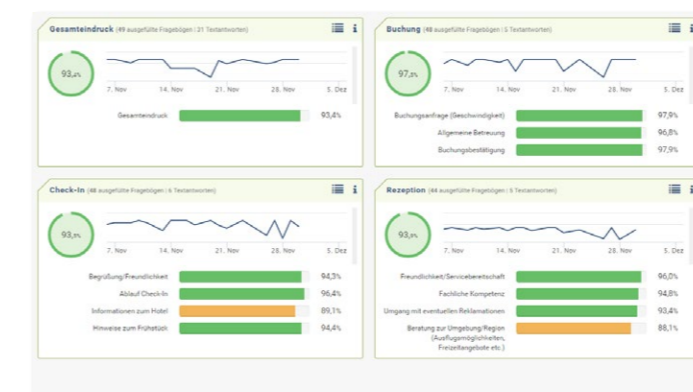 Gesamteindruck (49 ausgefüllte Fragebögen | 21 Textantworten)
93,4%
7. Nov 14. Nov 21. Nov 28. Nov 5. Dez
Gesamteindruck 93,4%
Buchung (48 ausgefüllte Fragebögen | 5 Textantworten)
97,5%
7. Nov 14. Nov 21. Nov 28. Nov 5. Dez
Buchungsanfrage (Geschwindigkeit) 97,9%
Allgemeine Betreuung 96,8%
Buchungsbestätigung 97,9%
Check-In (48 ausgefüllte Fragebögen | 6 Textantworten)
7. Nov 14. Nov 21. Nov 28. Nov 5. Dez
Begrüßung/Freundlichkeit 94,3%
Ablauf Check-In 96,4%
Informationen zum Hotel 89,1%
Hinweise zum Frühstück 94,4%
Rezeption (48 ausgefüllte Fragebögen | 5 Textantworten)
7. Nov 14. Nov 21. Nov 28. Nov 5. Dez
Freundlichkeit/Servicebereitschaft 96,0%
Fachliche Kompetenz 94,8%
Umgang mit eventuellen Reklamationen 93,4%
Beratung zur Umgebung/Region 88,1%
(Ausflugsmöglichkeiten,
Freizeitangebote etc.)